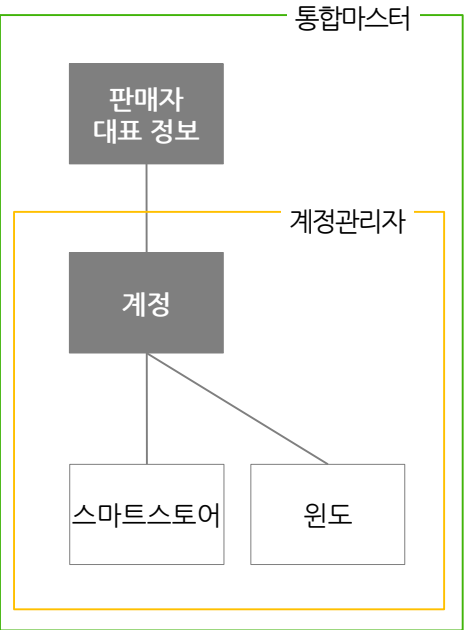 통합마스터
판매자
대표 정보
계정관리자
계정
스마트스토어
윈도